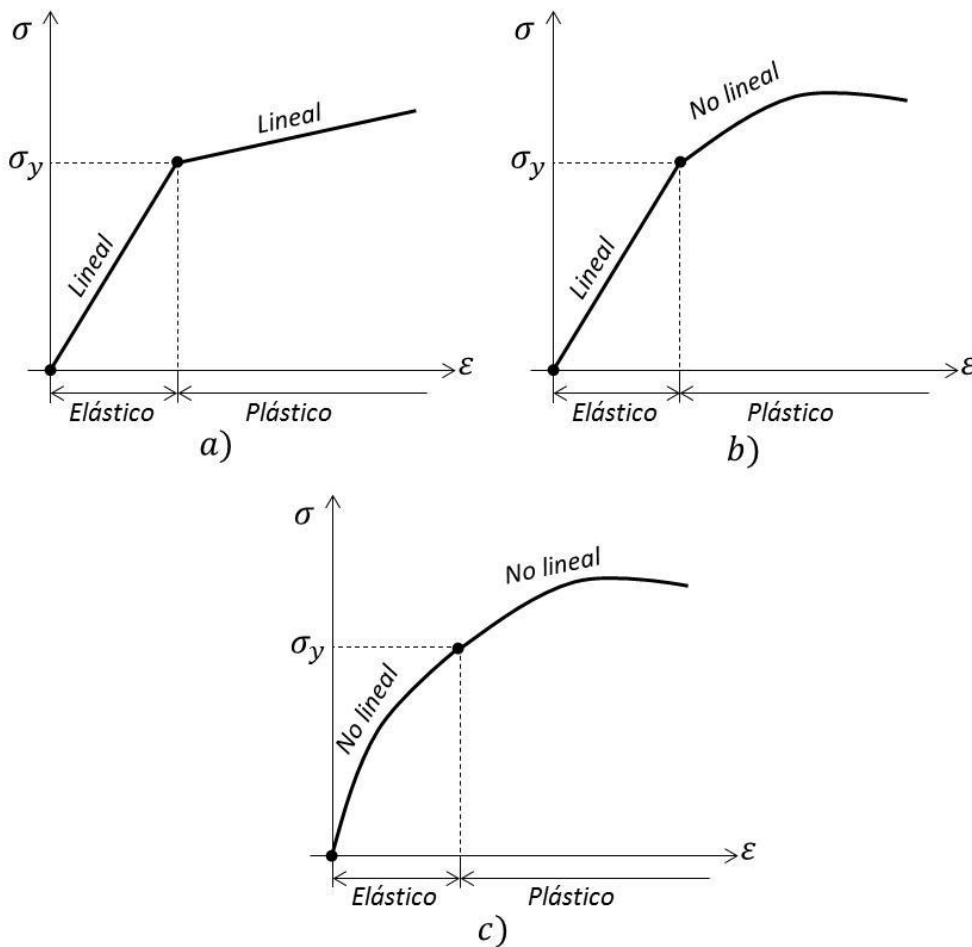 σ
Lineal
σy
Lineal
ε
Elástico
Plástico
a)
σ
No lineal
σy
Lineal
ε
Elástico
Plástico
b)
σ
No lineal
σy
No lineal
ε
Elástico
Plástico
c)